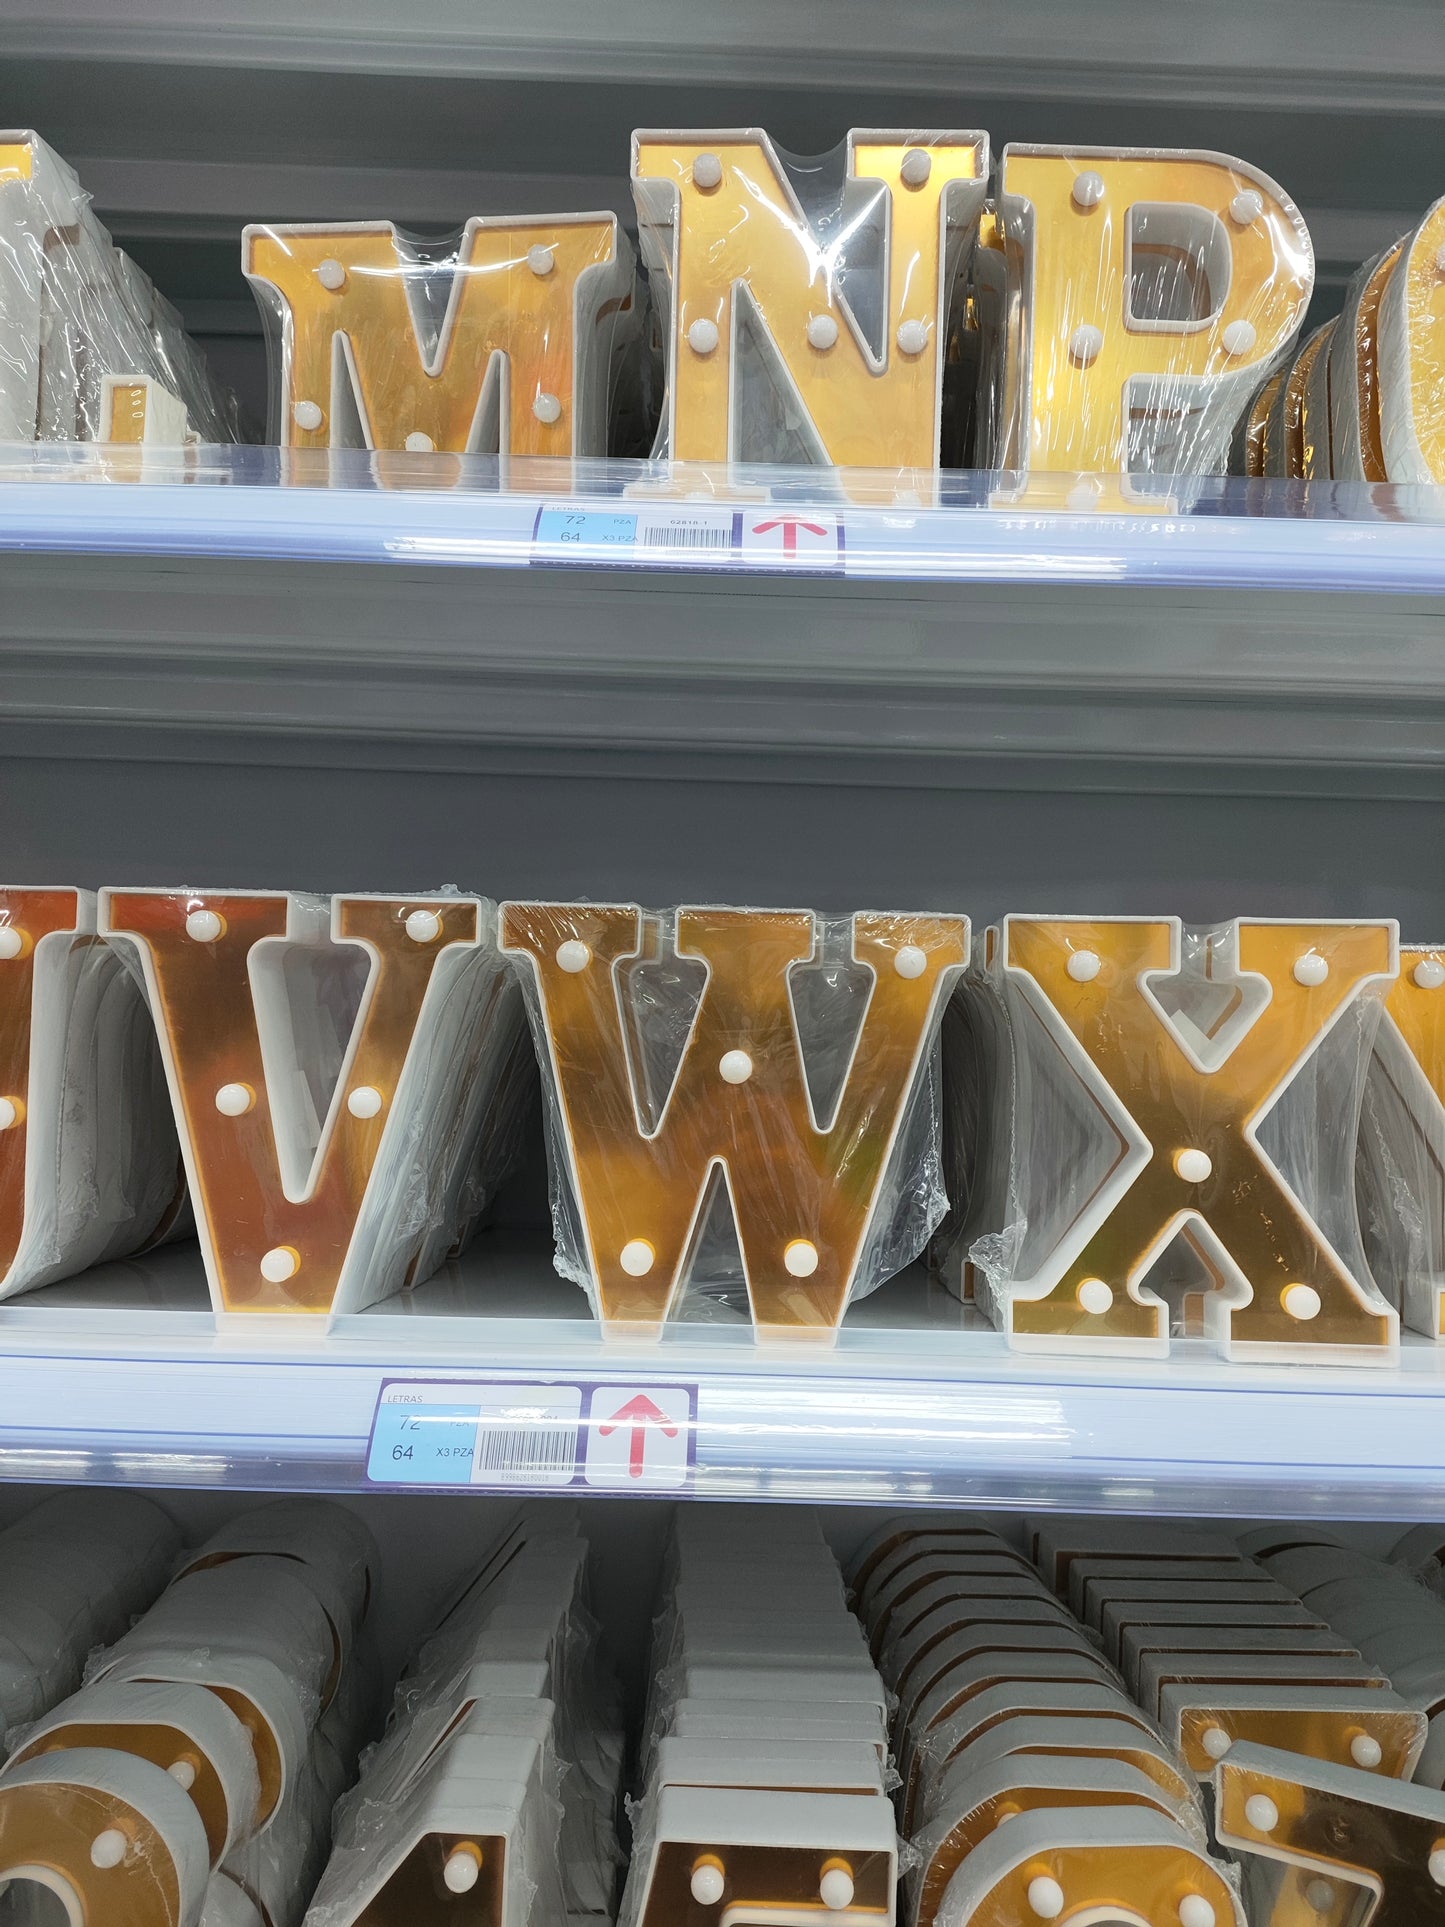 M N P
LETRAS
72 PZA 62818-1
64 X3 PZA
V W X
LETRAS
72 PZA
64 X3 PZA